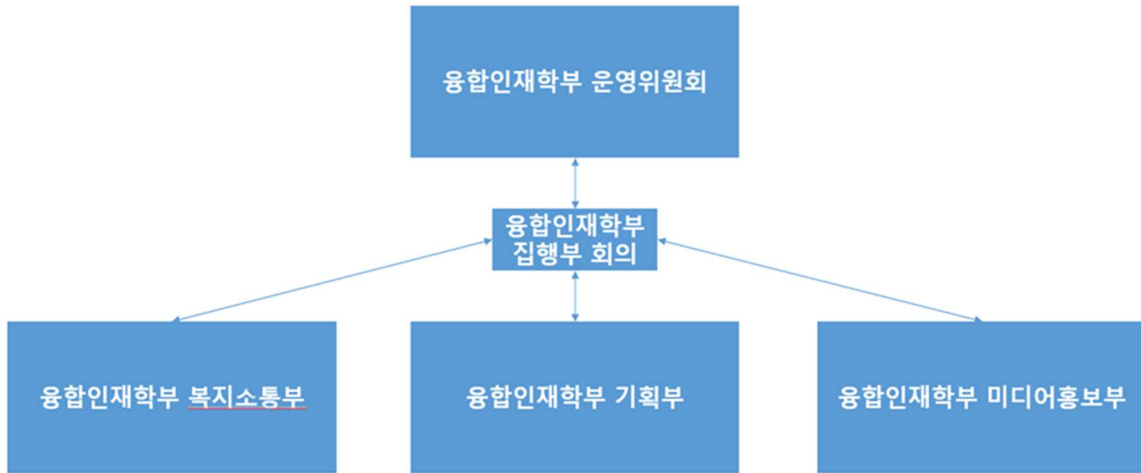 융합인재학부 운영위원회
융합인재학부
집행부 회의
융합인재학부 복지소통부
융합인재학부 기획부
융합인재학부 미디어홍보부